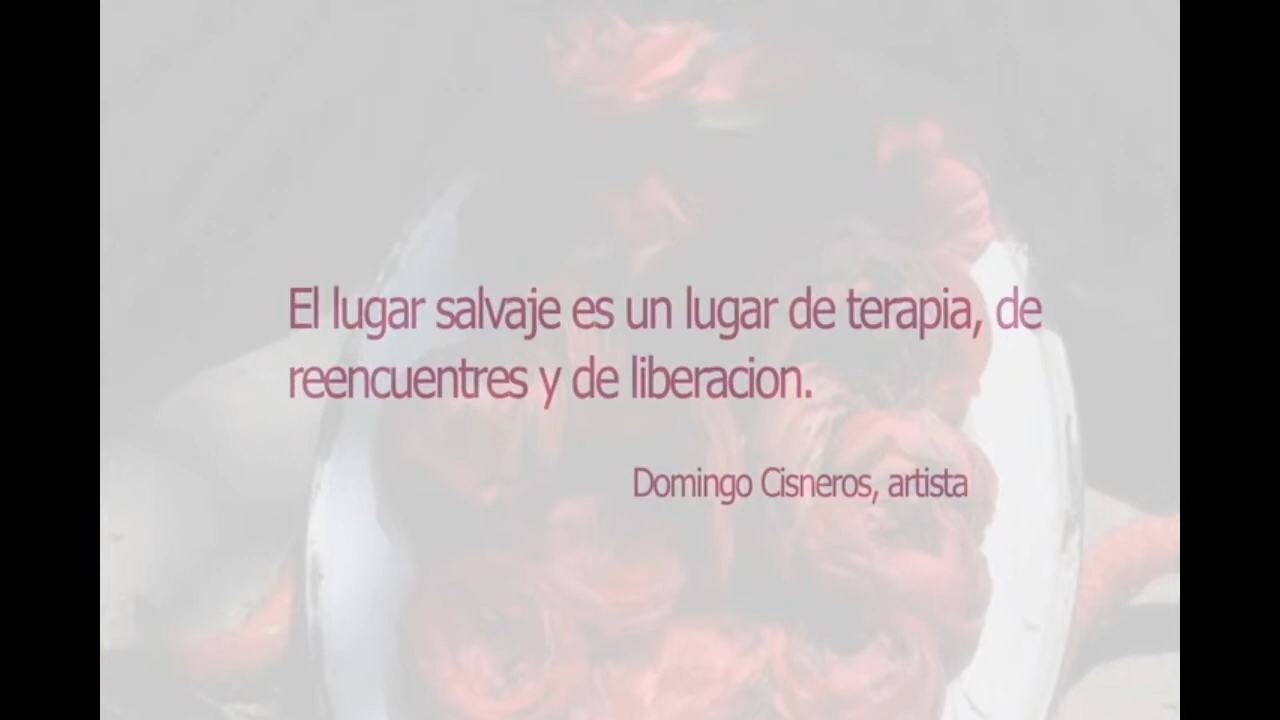 El lugar salvaje es un lugar de terapia, de
reencuentres y de liberacion.
Domingo Cisneros, artista